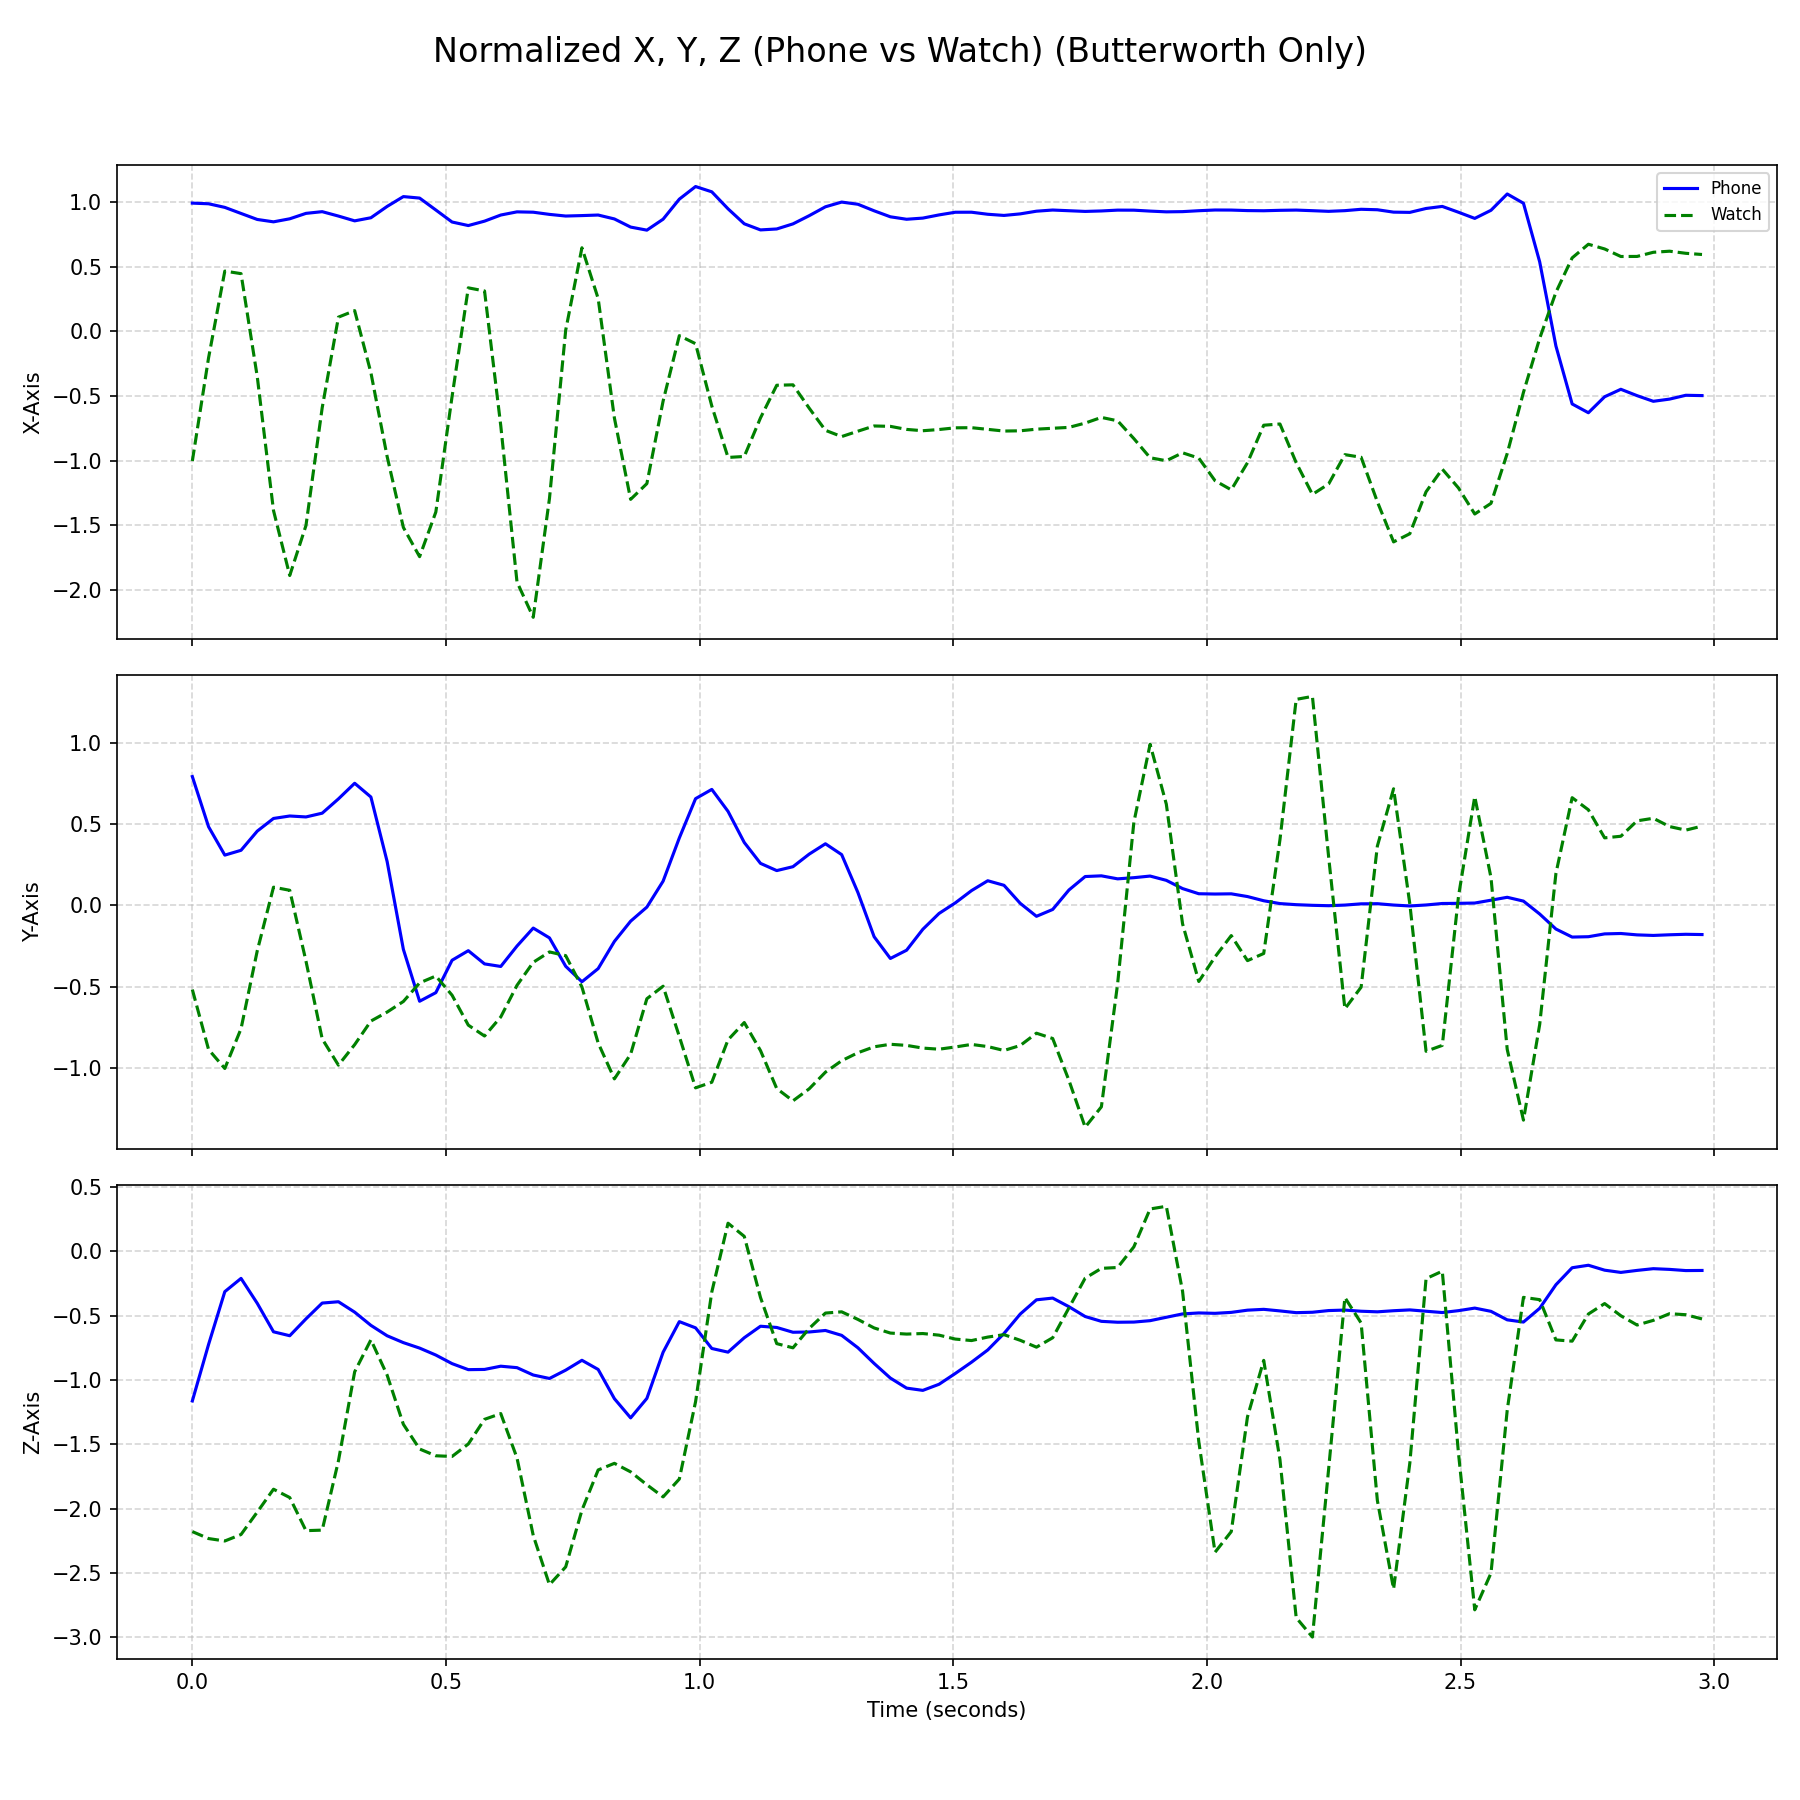 Normalized X, Y, Z (Phone vs Watch) (Butterworth Only)
Phone
Watch
1.0
0.5
0.0
−0.5
−1.0
−1.5
−2.0
X-Axis
1.0
0.5
0.0
−0.5
−1.0
Y-Axis
0.5
0.0
−0.5
−1.0
−1.5
−2.0
−2.5
−3.0
Z-Axis
0.0 0.5 1.0 1.5 2.0 2.5 3.0
Time (seconds)